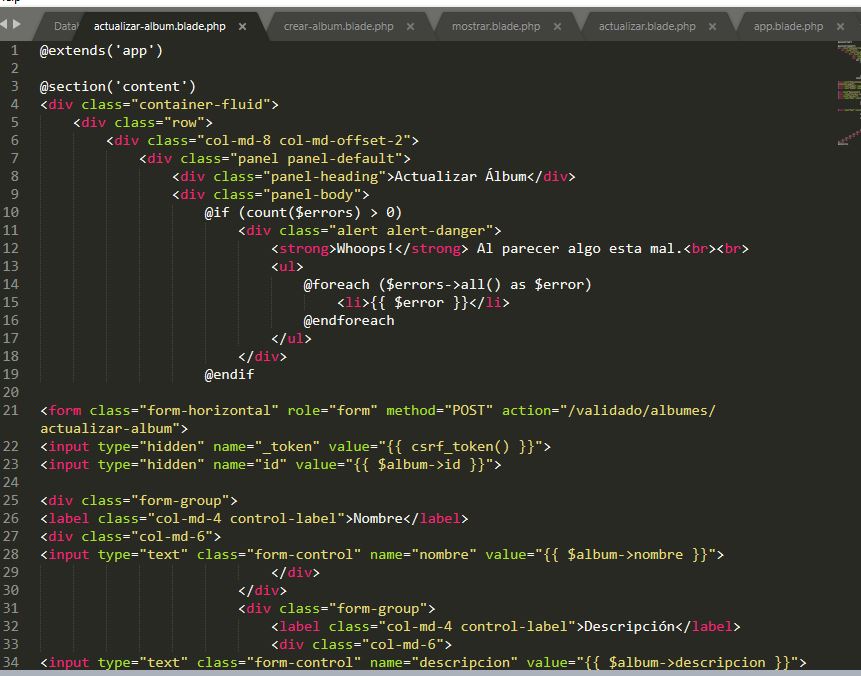 Datab actualizar-album.blade.php × crear-album.blade.php × mostrar.blade.php × actualizar.blade.php × app.blade.php ×
1 @extends('app')
2
3 @section('content')
4 <div class="container-fluid">
5 <div class="row">
6 <div class="col-md-8 col-md-offset-2">
7 <div class="panel panel-default">
8 <div class="panel-heading">Actualizar Álbum</div>
9 <div class="panel-body">
10 @if (count($errors) > 0)
11 <div class="alert alert-danger">
12 <strong>Whoops!</strong> Al parecer algo esta mal.<br><br>
13 <ul>
14 @foreach ($errors->all() as $error)
15 <li>{{ $error }}</li>
16 @endforeach
17 </ul>
18 </div>
19 @endif
20
21 <form class="form-horizontal" role="form" method="POST" action="/validado/albumes/
actualizar-album">
22 <input type="hidden" name="_token" value="{{ csrf_token() }}">
23 <input type="hidden" name="id" value="{{ $album->id }}">
24
25 <div class="form-group">
26 <label class="col-md-4 control-label">Nombre</label>
27 <div class="col-md-6">
28 <input type="text" class="form-control" name="nombre" value="{{ $album->nombre }}">
29 </div>
30 </div>
31 <div class="form-group">
32 <label class="col-md-4 control-label">Descripción</label>
33 <div class="col-md-6">
34 <input type="text" class="form-control" name="descripcion" value="{{ $album->descripcion }}">